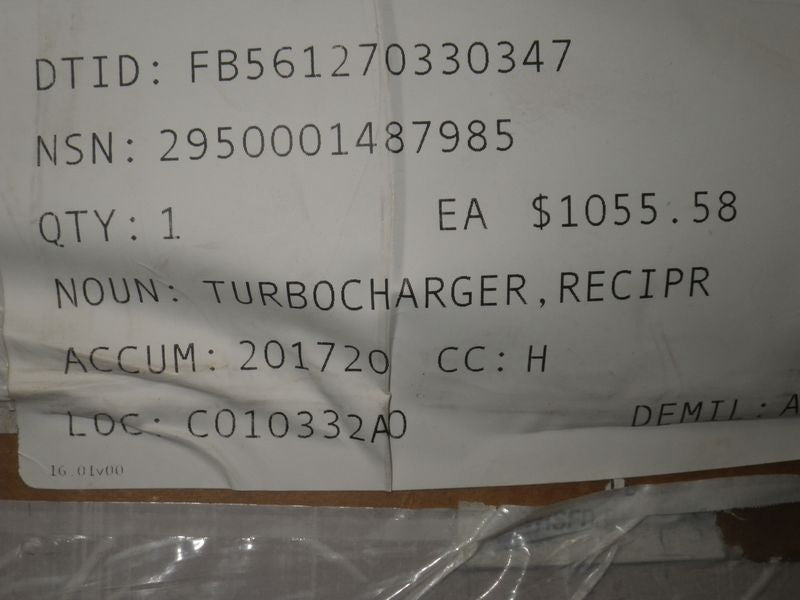 DTID: FB561270330347
NSN: 2950001487985
QTY: 1 EA $1055.58
NOUN: TURBOCHARGER,RECIPR
ACCUM: 201720 CC: H
LOC: C010332A0 DEMIL: A
16.01v00